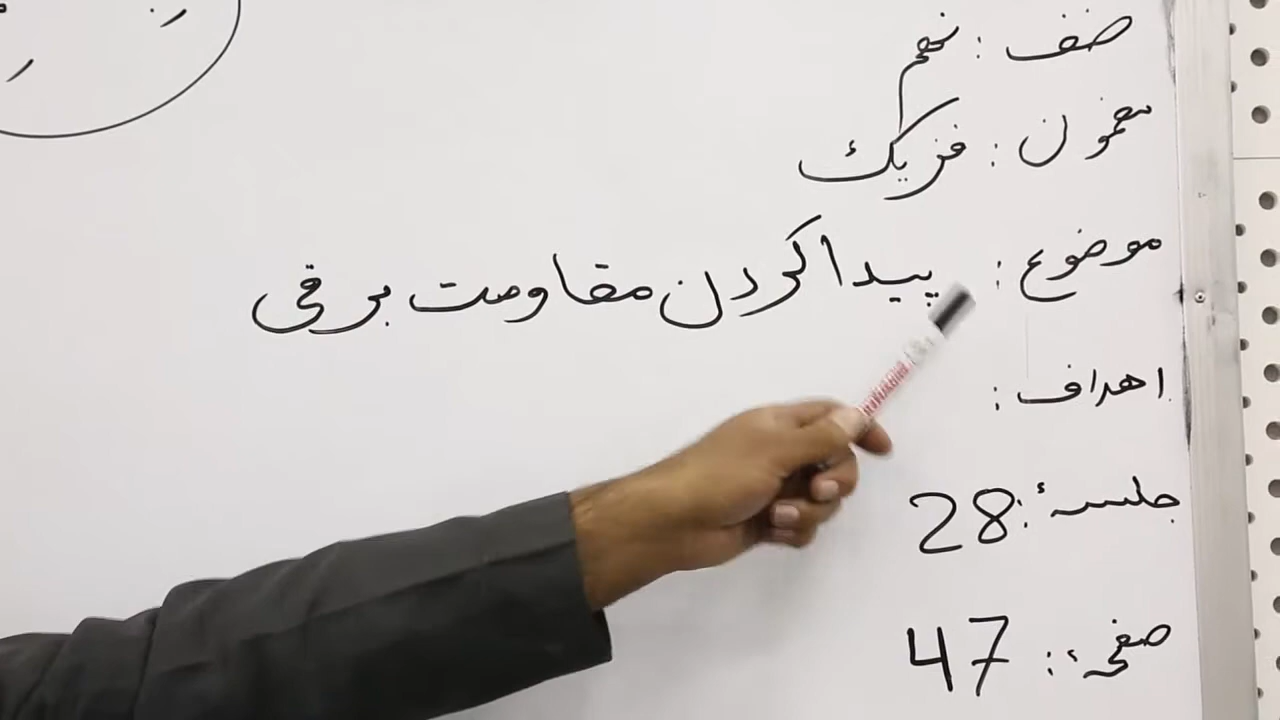 صنف : نهم
مضمون : فزیک
موضوع : پیدا کردن مقاومت برقی
اهداف :
جلسهٔ : 28
صفحهٔ : 47